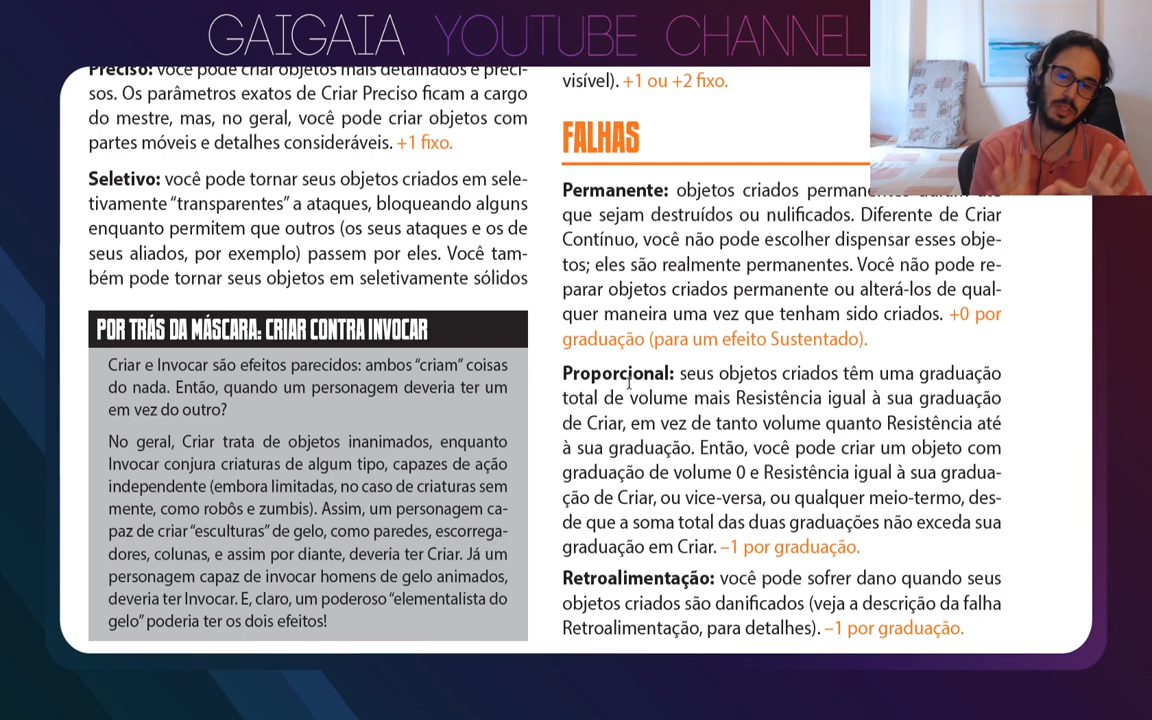 GAIGAIA YOUTUBE CHANNEL
Preciso: você pode criar objetos mais detalhados e preci-
sos. Os parâmetros exatos de Criar Preciso ficam a cargo
do mestre, mas, no geral, você pode criar objetos com
partes móveis e detalhes consideráveis. +1 fixo.
Seletivo: você pode tornar seus objetos criados em sele-
tivamente “transparentes” a ataques, bloqueando alguns
enquanto permitem que outros (os seus ataques e os de
seus aliados, por exemplo) passem por eles. Você tam-
bém pode tornar seus objetos em seletivamente sólidos
POR TRÁS DA MÁSCARA: CRIAR CONTRA INVOCAR
Criar e Invocar são efeitos parecidos: ambos “criam” coisas
do nada. Então, quando um personagem deveria ter um
em vez do outro?
No geral, Criar trata de objetos inanimados, enquanto
Invocar conjura criaturas de algum tipo, capazes de ação
independente (embora limitadas, no caso de criaturas sem
mente, como robôs e zumbis). Assim, um personagem ca-
paz de criar “esculturas” de gelo, como paredes, escorrega-
dores, colunas, e assim por diante, deveria ter Criar. Já um
personagem capaz de invocar homens de gelo animados,
deveria ter Invocar. E, claro, um poderoso “elementalista do
gelo” poderia ter os dois efeitos!
visível). +1 ou +2 fixo.
FALHAS
Permanente: objetos criados
que sejam destruídos ou nulificados. Diferente de Criar
Contínuo, você não pode escolher dispensar esses obje-
tos; eles são realmente permanentes. Você não pode re-
parar objetos criados permanente ou alterá-los de qual-
quer maneira uma vez que tenham sido criados. +0 por
graduação (para um efeito Sustentado).
Proporcional: seus objetos criados têm uma graduação
total de volume mais Resistência igual à sua graduação
de Criar, em vez de tanto volume quanto Resistência até
à sua graduação. Então, você pode criar um objeto com
graduação de volume 0 e Resistência igual à sua gradua-
ção de Criar, ou vice-versa, ou qualquer meio-termo, des-
de que a soma total das duas graduações não exceda sua
graduação em Criar. –1 por graduação.
Retroalimentação: você pode sofrer dano quando seus
objetos criados são danificados (veja a descrição da falha
Retroalimentação, para detalhes). –1 por graduação.